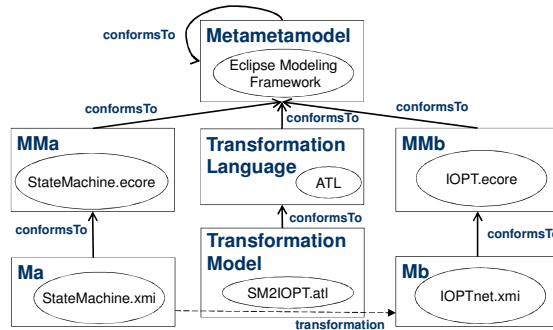 Metametamodel
conformsTo
Eclipse Modeling
Framework
conformsTo
conformsTo
conformsTo
MMa
StateMachine.ecore
Transformation
Language
ATL
MMb
IOPT.ecore
conformsTo
conformsTo
conformsTo
Ma
StateMachine.xmi
Transformation
Model
SM2IOPT.atl
Mb
IOPTnet.xmi
transformation